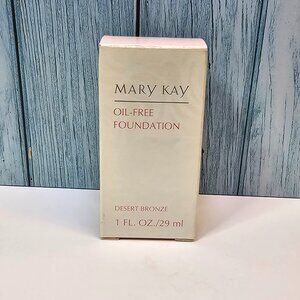 MARY KAY
OIL-FREE
FOUNDATION
DESERT BRONZE
1 FL. OZ./29 ml